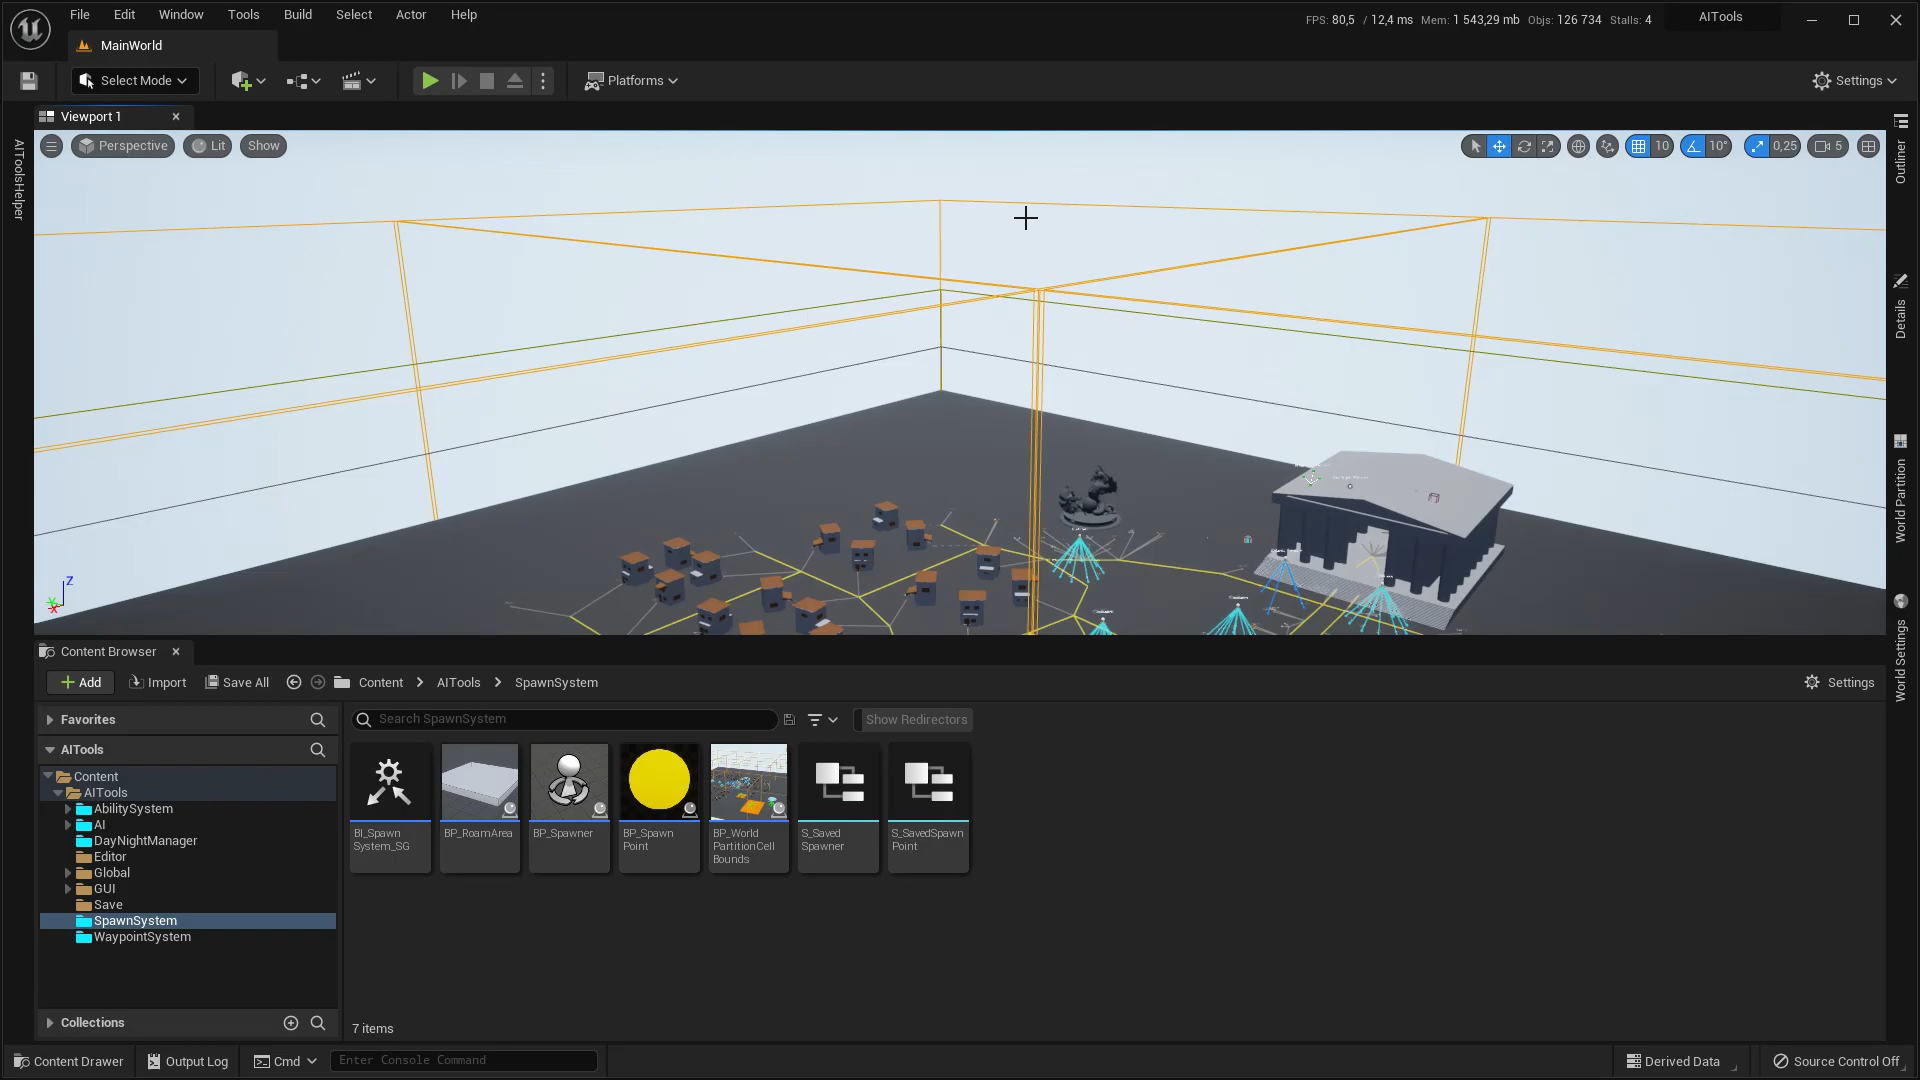 File Edit Window Tools Build Select Actor Help
FPS: 80,5 / 12,4 ms Mem: 1 543,29 mb Objs: 126 734 Stalls: 4
AITools
MainWorld
Select Mode
Platforms
Settings
Viewport 1
Perspective Lit Show
10 10° 0,25 5
AIToolsHelper
Outliner
Details
World Partition
World Settings
Z
Y
X
Content Browser
Add Import Save All Content AITools SpawnSystem Settings
Favorites
Search SpawnSystem
Show Redirectors
AITools
Content
AITools
AbilitySystem
AI
DayNightManager
Editor
Global
GUI
Save
SpawnSystem
WaypointSystem
BI_Spawn
System_SG
BP_RoamArea
BP_Spawner
BP_Spawn
Point
BP_World
PartitionCell
Bounds
S_Saved
Spawner
S_SavedSpawn
Point
Collections
7 items
Content Drawer Output Log Cmd Enter Console Command Derived Data Source Control Off